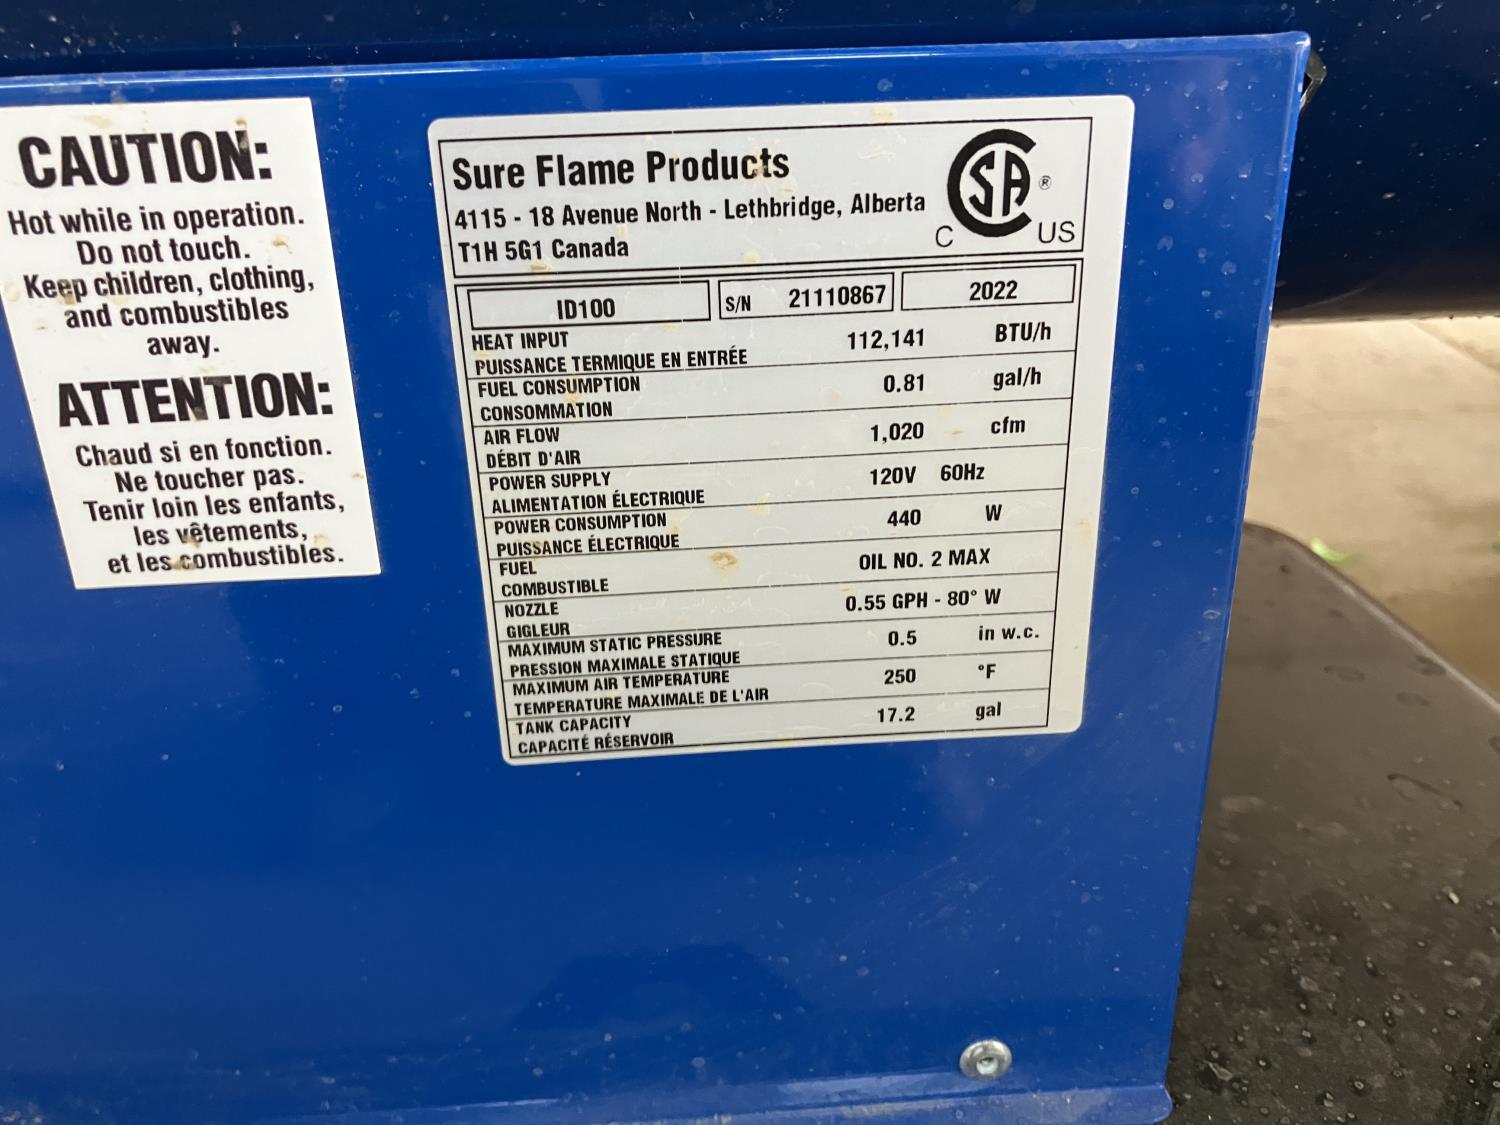 CAUTION:
Hot while in operation.
Do not touch.
Keep children, clothing,
and combustibles
away.
ATTENTION:
Chaud si en fonction.
Ne toucher pas.
Tenir loin les enfants,
les vêtements,
et les combustibles.
Sure Flame Products
4115 - 18 Avenue North - Lethbridge, Alberta
T1H 5G1 Canada
CSA ®
C US
ID100 S/N 21110867 2022
HEAT INPUT 112,141 BTU/h
PUISSANCE TERMIQUE EN ENTRÉE
FUEL CONSUMPTION 0.81 gal/h
CONSOMMATION
AIR FLOW 1,020 cfm
DÉBIT D'AIR
POWER SUPPLY 120V 60Hz
ALIMENTATION ÉLECTRIQUE
POWER CONSUMPTION 440 W
PUISSANCE ÉLECTRIQUE
FUEL OIL NO. 2 MAX
COMBUSTIBLE
NOZZLE 0.55 GPH - 80° W
GIGLEUR
MAXIMUM STATIC PRESSURE 0.5 in w.c.
PRESSION MAXIMALE STATIQUE
MAXIMUM AIR TEMPERATURE 250 °F
TEMPERATURE MAXIMALE DE L'AIR
TANK CAPACITY 17.2 gal
CAPACITÉ RÉSERVOIR